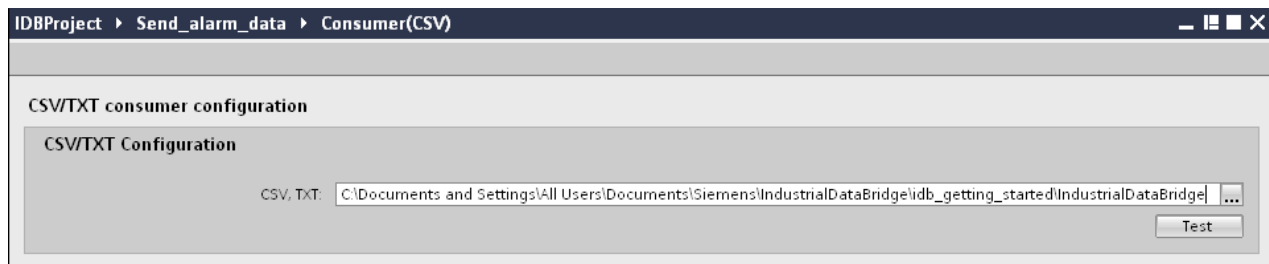 IDBProject ▸ Send_alarm_data ▸ Consumer(CSV)
CSV/TXT consumer configuration
CSV/TXT Configuration
CSV, TXT: C:\Documents and Settings\All Users\Documents\Siemens\IndustrialDataBridge\idb_getting_started\IndustrialDataBridge ...
Test